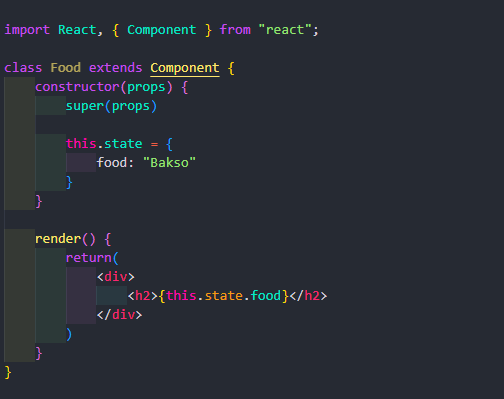 import React, { Component } from "react";
class Food extends Component {
    constructor(props) {
        super(props)
        this.state = {
            food: "Bakso"
        }
    }
    render() {
        return(
            <div>
                <h2>{this.state.food}</h2>
            </div>
        )
    }
}